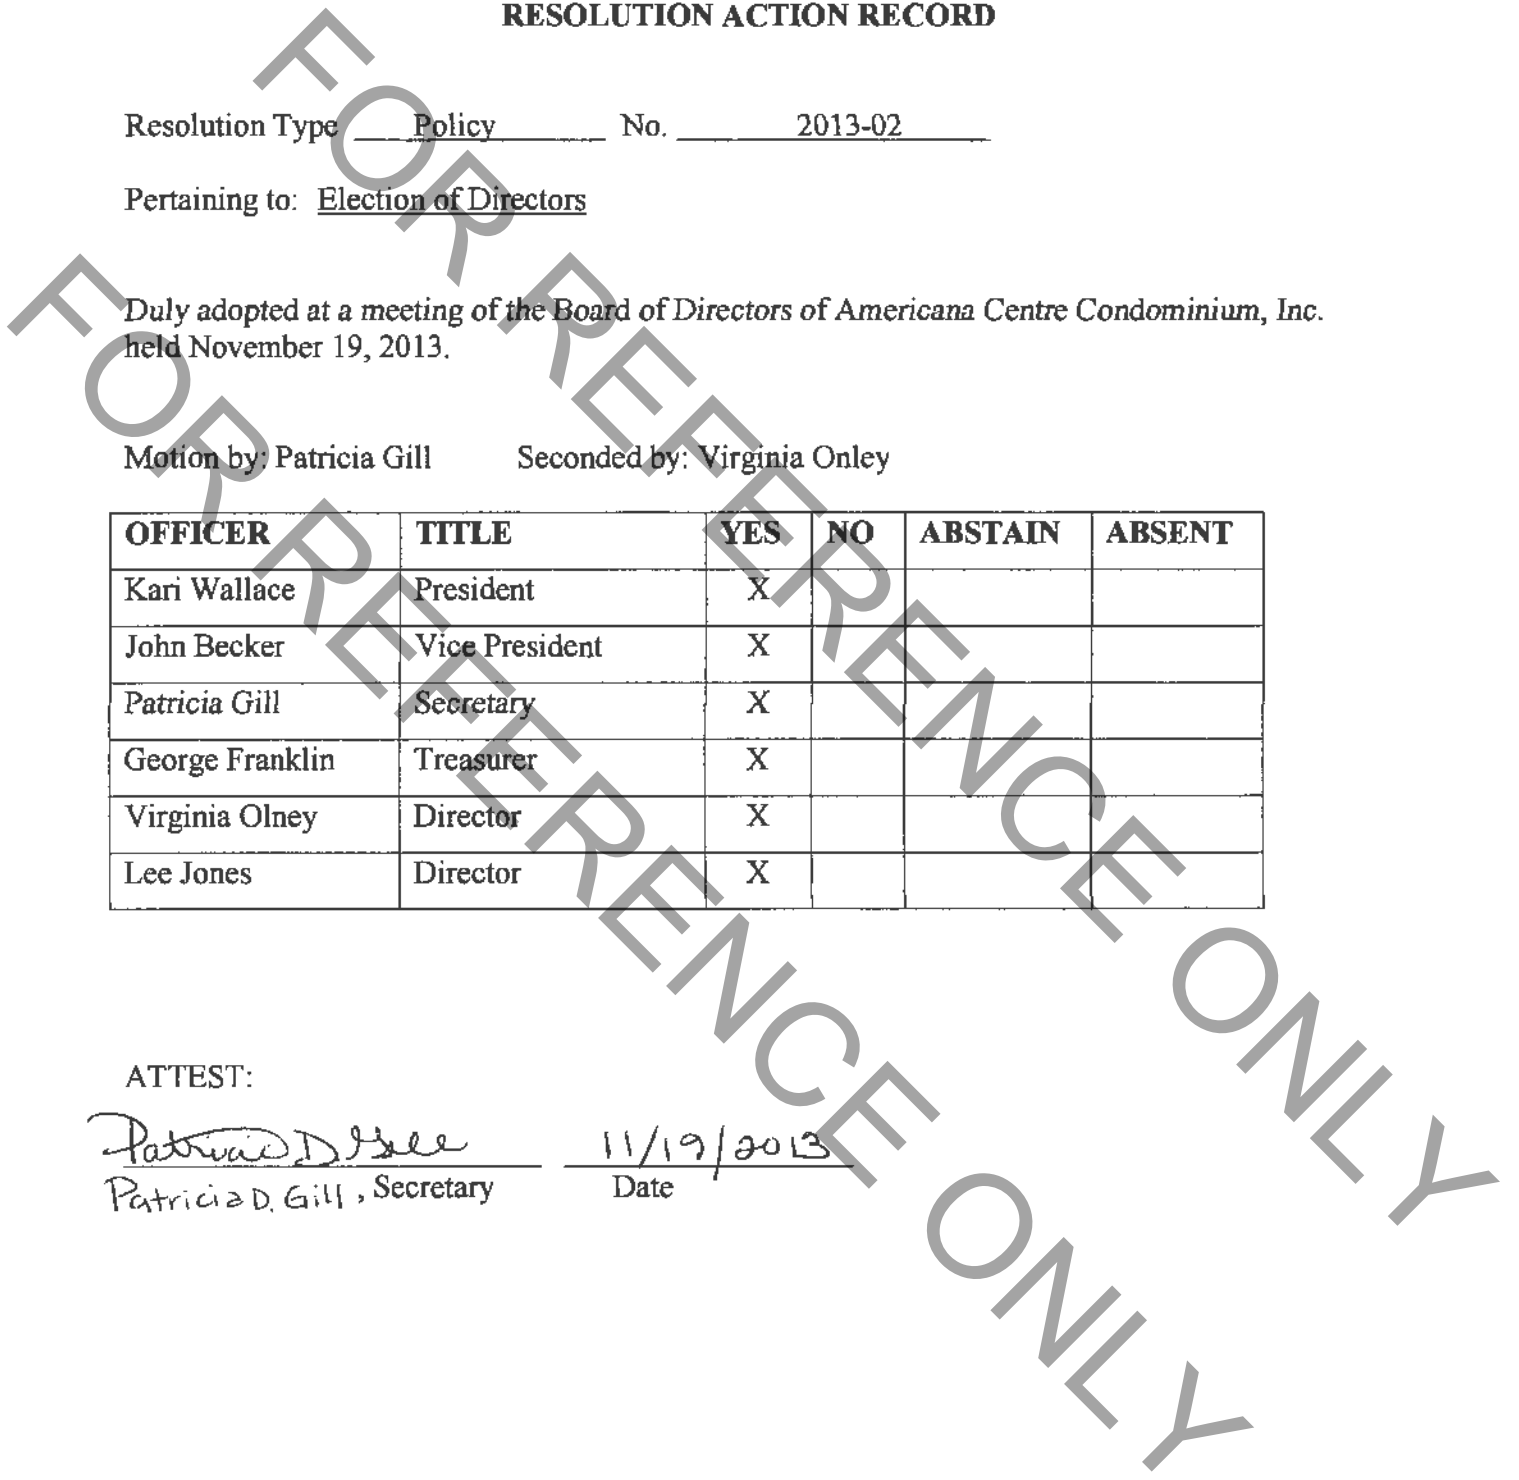 RESOLUTION ACTION RECORD
Resolution Type Policy No. 2013-02
Pertaining to: Election of Directors
Duly adopted at a meeting of the Board of Directors of Americana Centre Condominium, Inc.
held November 19, 2013.
Motion by: Patricia Gill Seconded by: Virginia Onley
OFFICER TITLE YES NO ABSTAIN ABSENT
Kari Wallace President X
John Becker Vice President X
Patricia Gill Secretary X
George Franklin Treasurer X
Virginia Olney Director X
Lee Jones Director X
ATTEST:
Patricia D Gill 11/19/2013
Patricia D. Gill, Secretary Date
FOR REFERENCE ONLY
FOR REFERENCE ONLY